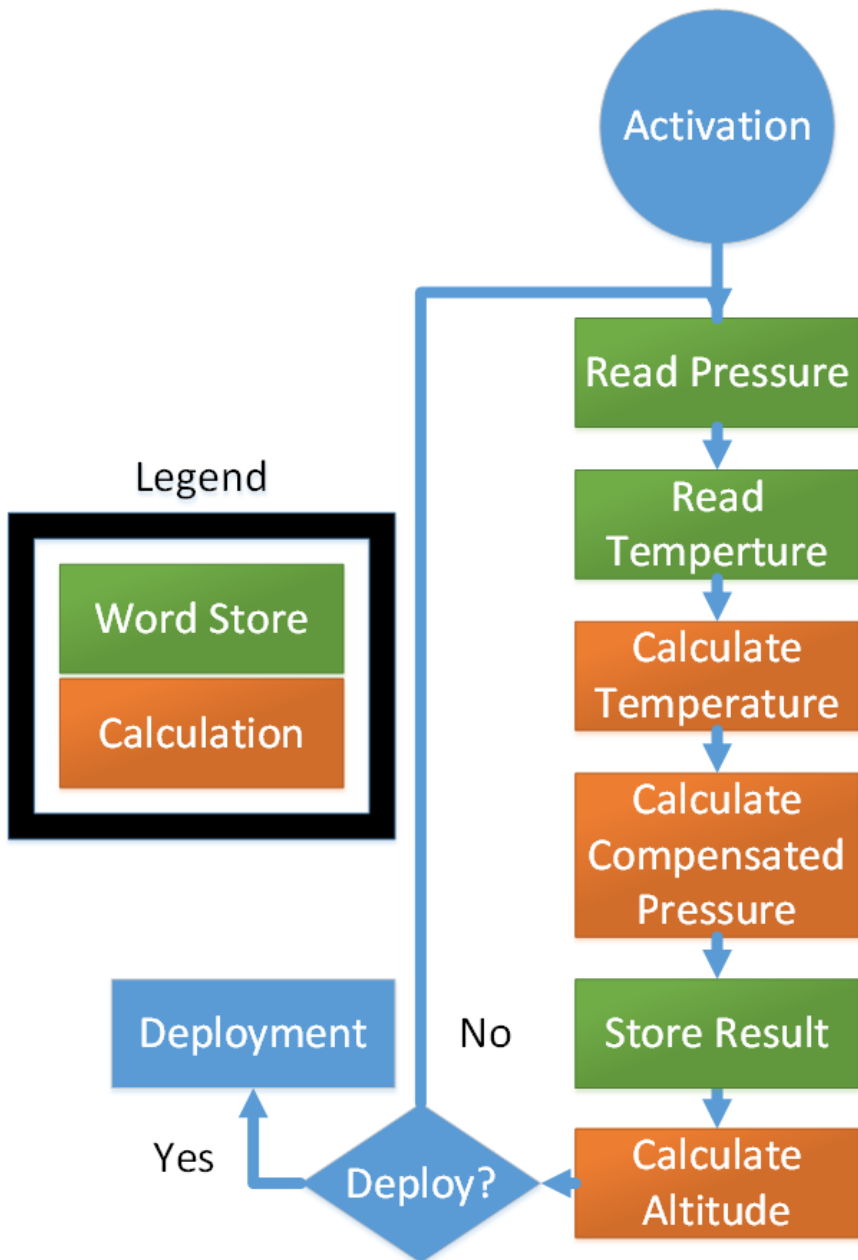 Activation
Read Pressure
Read
Temperture
Calculate
Temperature
Calculate
Compensated
Pressure
Store Result
Calculate
Altitude
Deploy?
No
Yes
Deployment
Legend
Word Store
Calculation